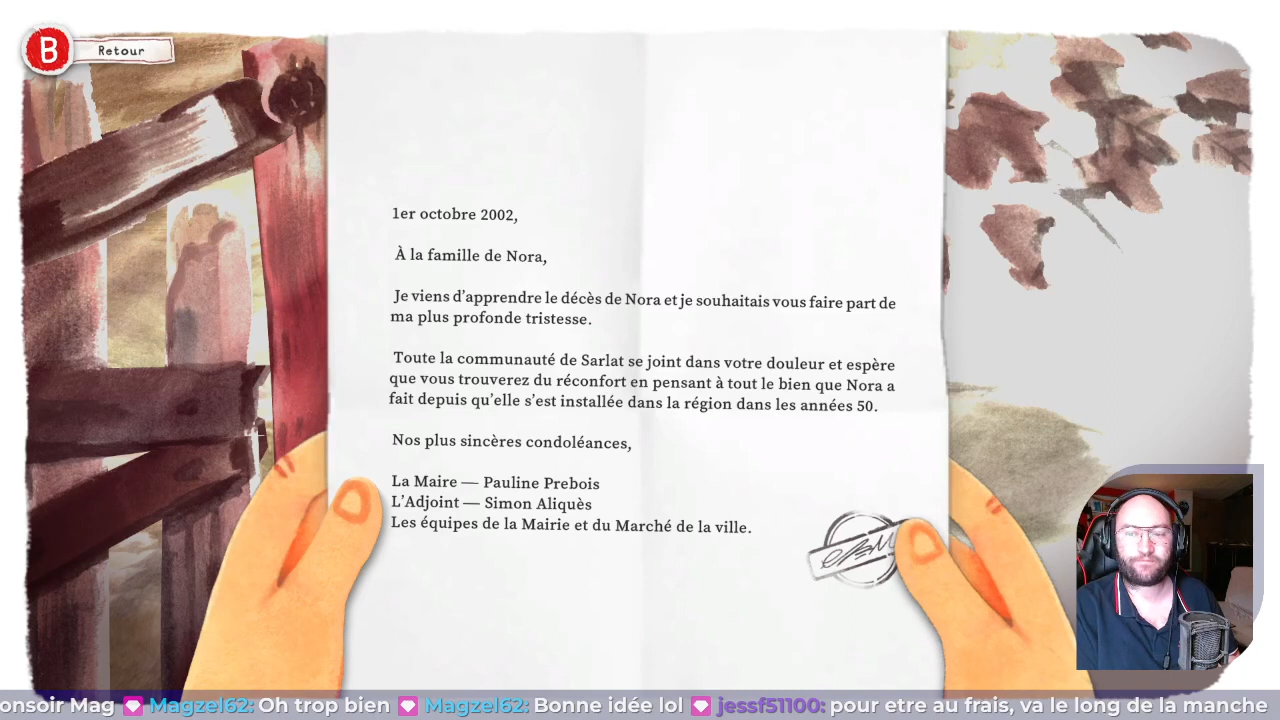 B Retour
1er octobre 2002,
À la famille de Nora,
Je viens d'apprendre le décès de Nora et je souhaitais vous faire part de
ma plus profonde tristesse.
Toute la communauté de Sarlat se joint dans votre douleur et espère
que vous trouverez du réconfort en pensant à tout le bien que Nora a
fait depuis qu'elle s'est installée dans la région dans les années 50.
Nos plus sincères condoléances,
La Maire — Pauline Prebois
L'Adjoint — Simon Aliquès
Les équipes de la Mairie et du Marché de la ville.
onsoir Mag Magzel62: Oh trop bien Magzel62: Bonne idée lol jessf51100: pour etre au frais, va le long de la manche